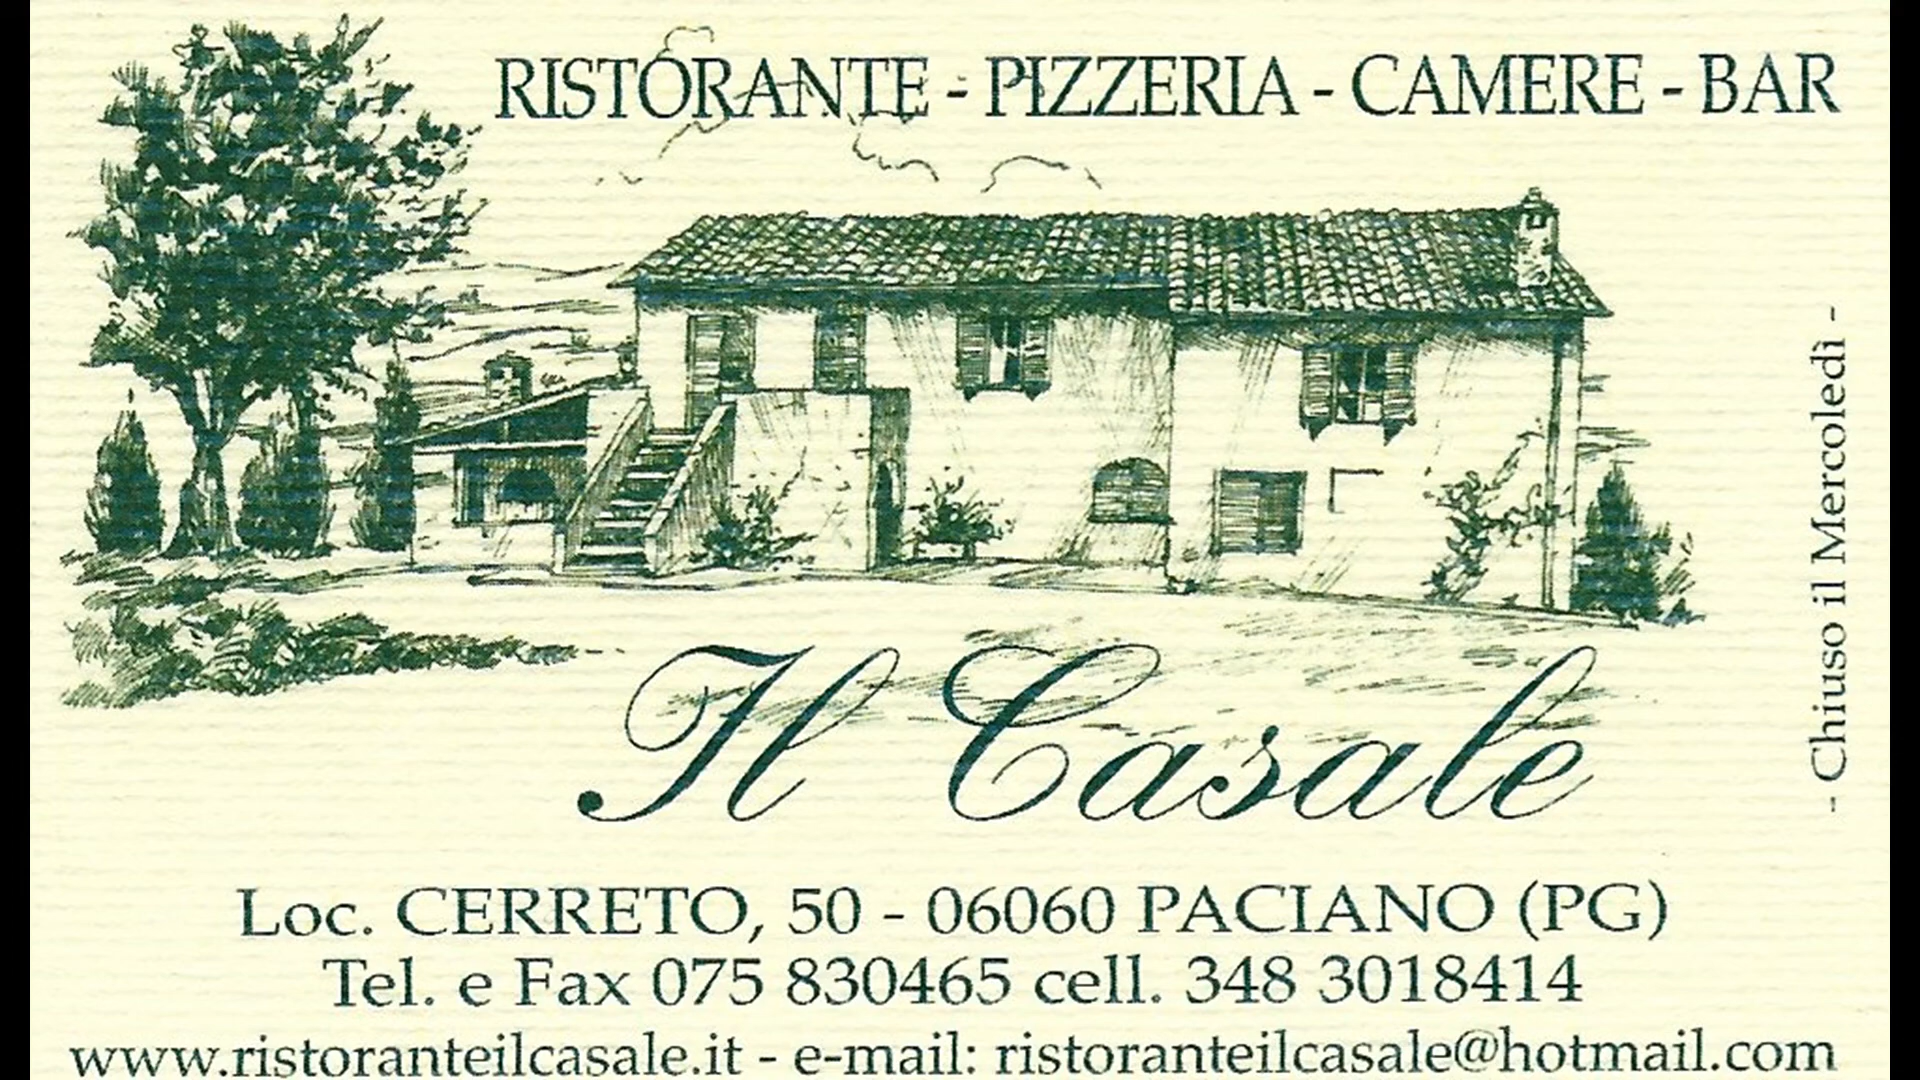 RISTORANTE - PIZZERIA - CAMERE - BAR
- Chiuso il Mercoledì -
Il Casale
Loc. CERRETO, 50 - 06060 PACIANO (PG)
Tel. e Fax 075 830465 cell. 348 3018414
www.ristoranteilcasale.it - e-mail: ristoranteilcasale@hotmail.com